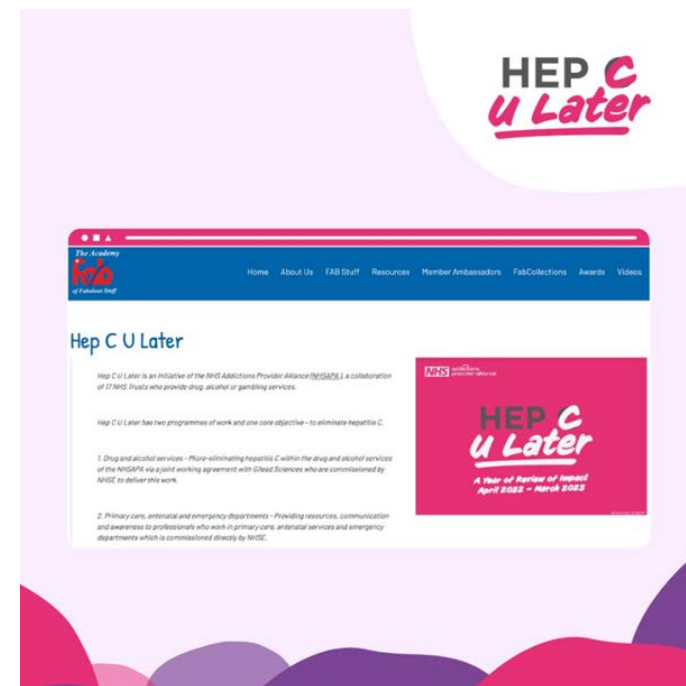 HEP C
U Later
The Academy
Fab
of Fabulous Stuff
Home About Us FAB Stuff Resources Member Ambassadors FabCollections Awards Videos
Hep C U Later
Hep C U Later is an initiative of the NHS Addictions Provider Alliance (NHSAPA), a collaboration
of 17 NHS Trusts who provide drug, alcohol or gambling services.
Hep C U Later has two programmes of work and one core objective – to eliminate hepatitis C.
1. Drug and alcohol services – Micro-eliminating hepatitis C within the drug and alcohol services
of the NHSAPA via a joint working agreement with Gilead Sciences who are commissioned by
NHSE to deliver this work.
2. Primary care, antenatal and emergency departments – Providing resources, communication
and awareness to professionals who work in primary care, antenatal services and emergency
departments which is commissioned directly by NHSE.
NHS addictions
provider alliance
HEP C
U Later
A Year of Review of Impact
April 2022 – March 2023